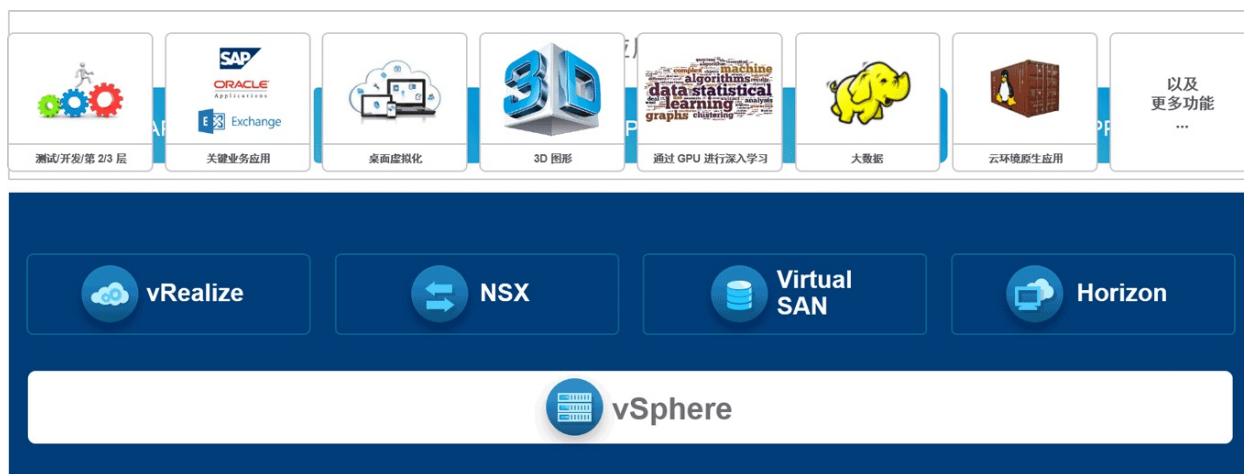 SAP
ORACLE
Applications
Exchange
3D
complex
machine
algorithms
data statistical
learning
analysis
graphs
clustering
以及
更多功能
...
测试/开发/第 2/3 层
关键业务应用
桌面虚拟化
3D 图形
通过 GPU 进行深入学习
大数据
云环境原生应用
vRealize
NSX
Virtual
SAN
Horizon
vSphere